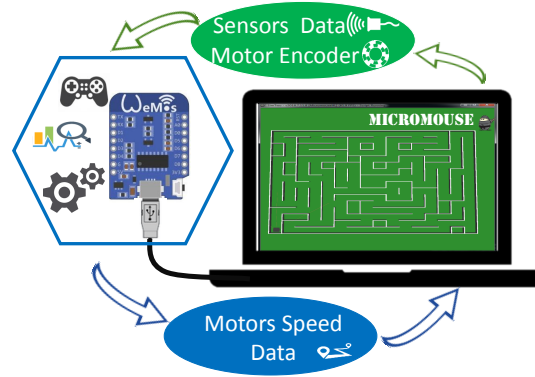 Sensors Data
Motor Encoder
WeMos
MICROMOUSE
Motors Speed
Data